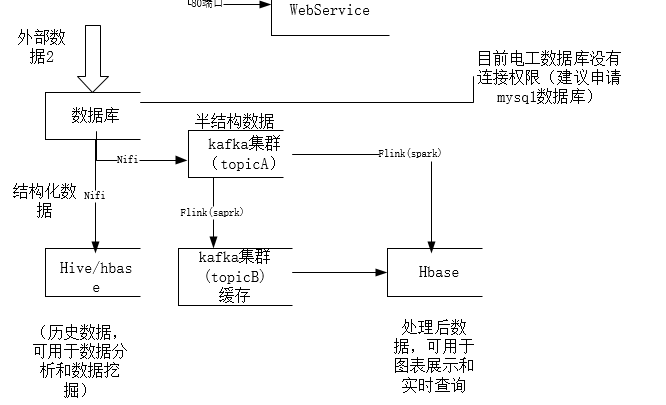 80端口
WebService
外部数
据2
目前电工数据库没有
连接权限（建议申请
mysql数据库）
数据库
半结构数据
kafka集群
（topicA）
Nifi
Flink(spark)
结构化数
据
Nifi
Flink(saprk)
Hive/hbas
e
kafka集群
(topicB)
缓存
Hbase
（历史数据，
可用于数据分
析和数据挖
掘）
处理后数
据，可用于
图表展示和
实时查询